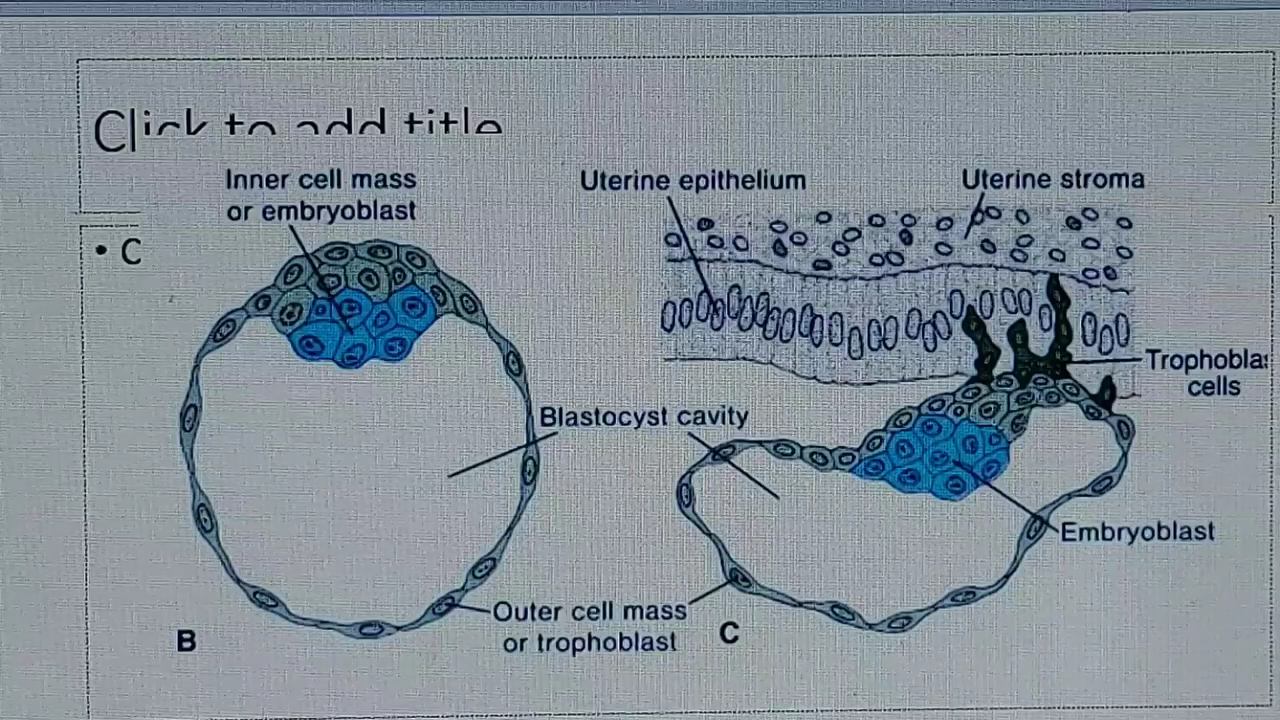 Click to add title
• C
Inner cell mass
or embryoblast
Uterine epithelium
Uterine stroma
Blastocyst cavity
Trophobla
cells
Embryoblast
Outer cell mass
or trophoblast
B
C